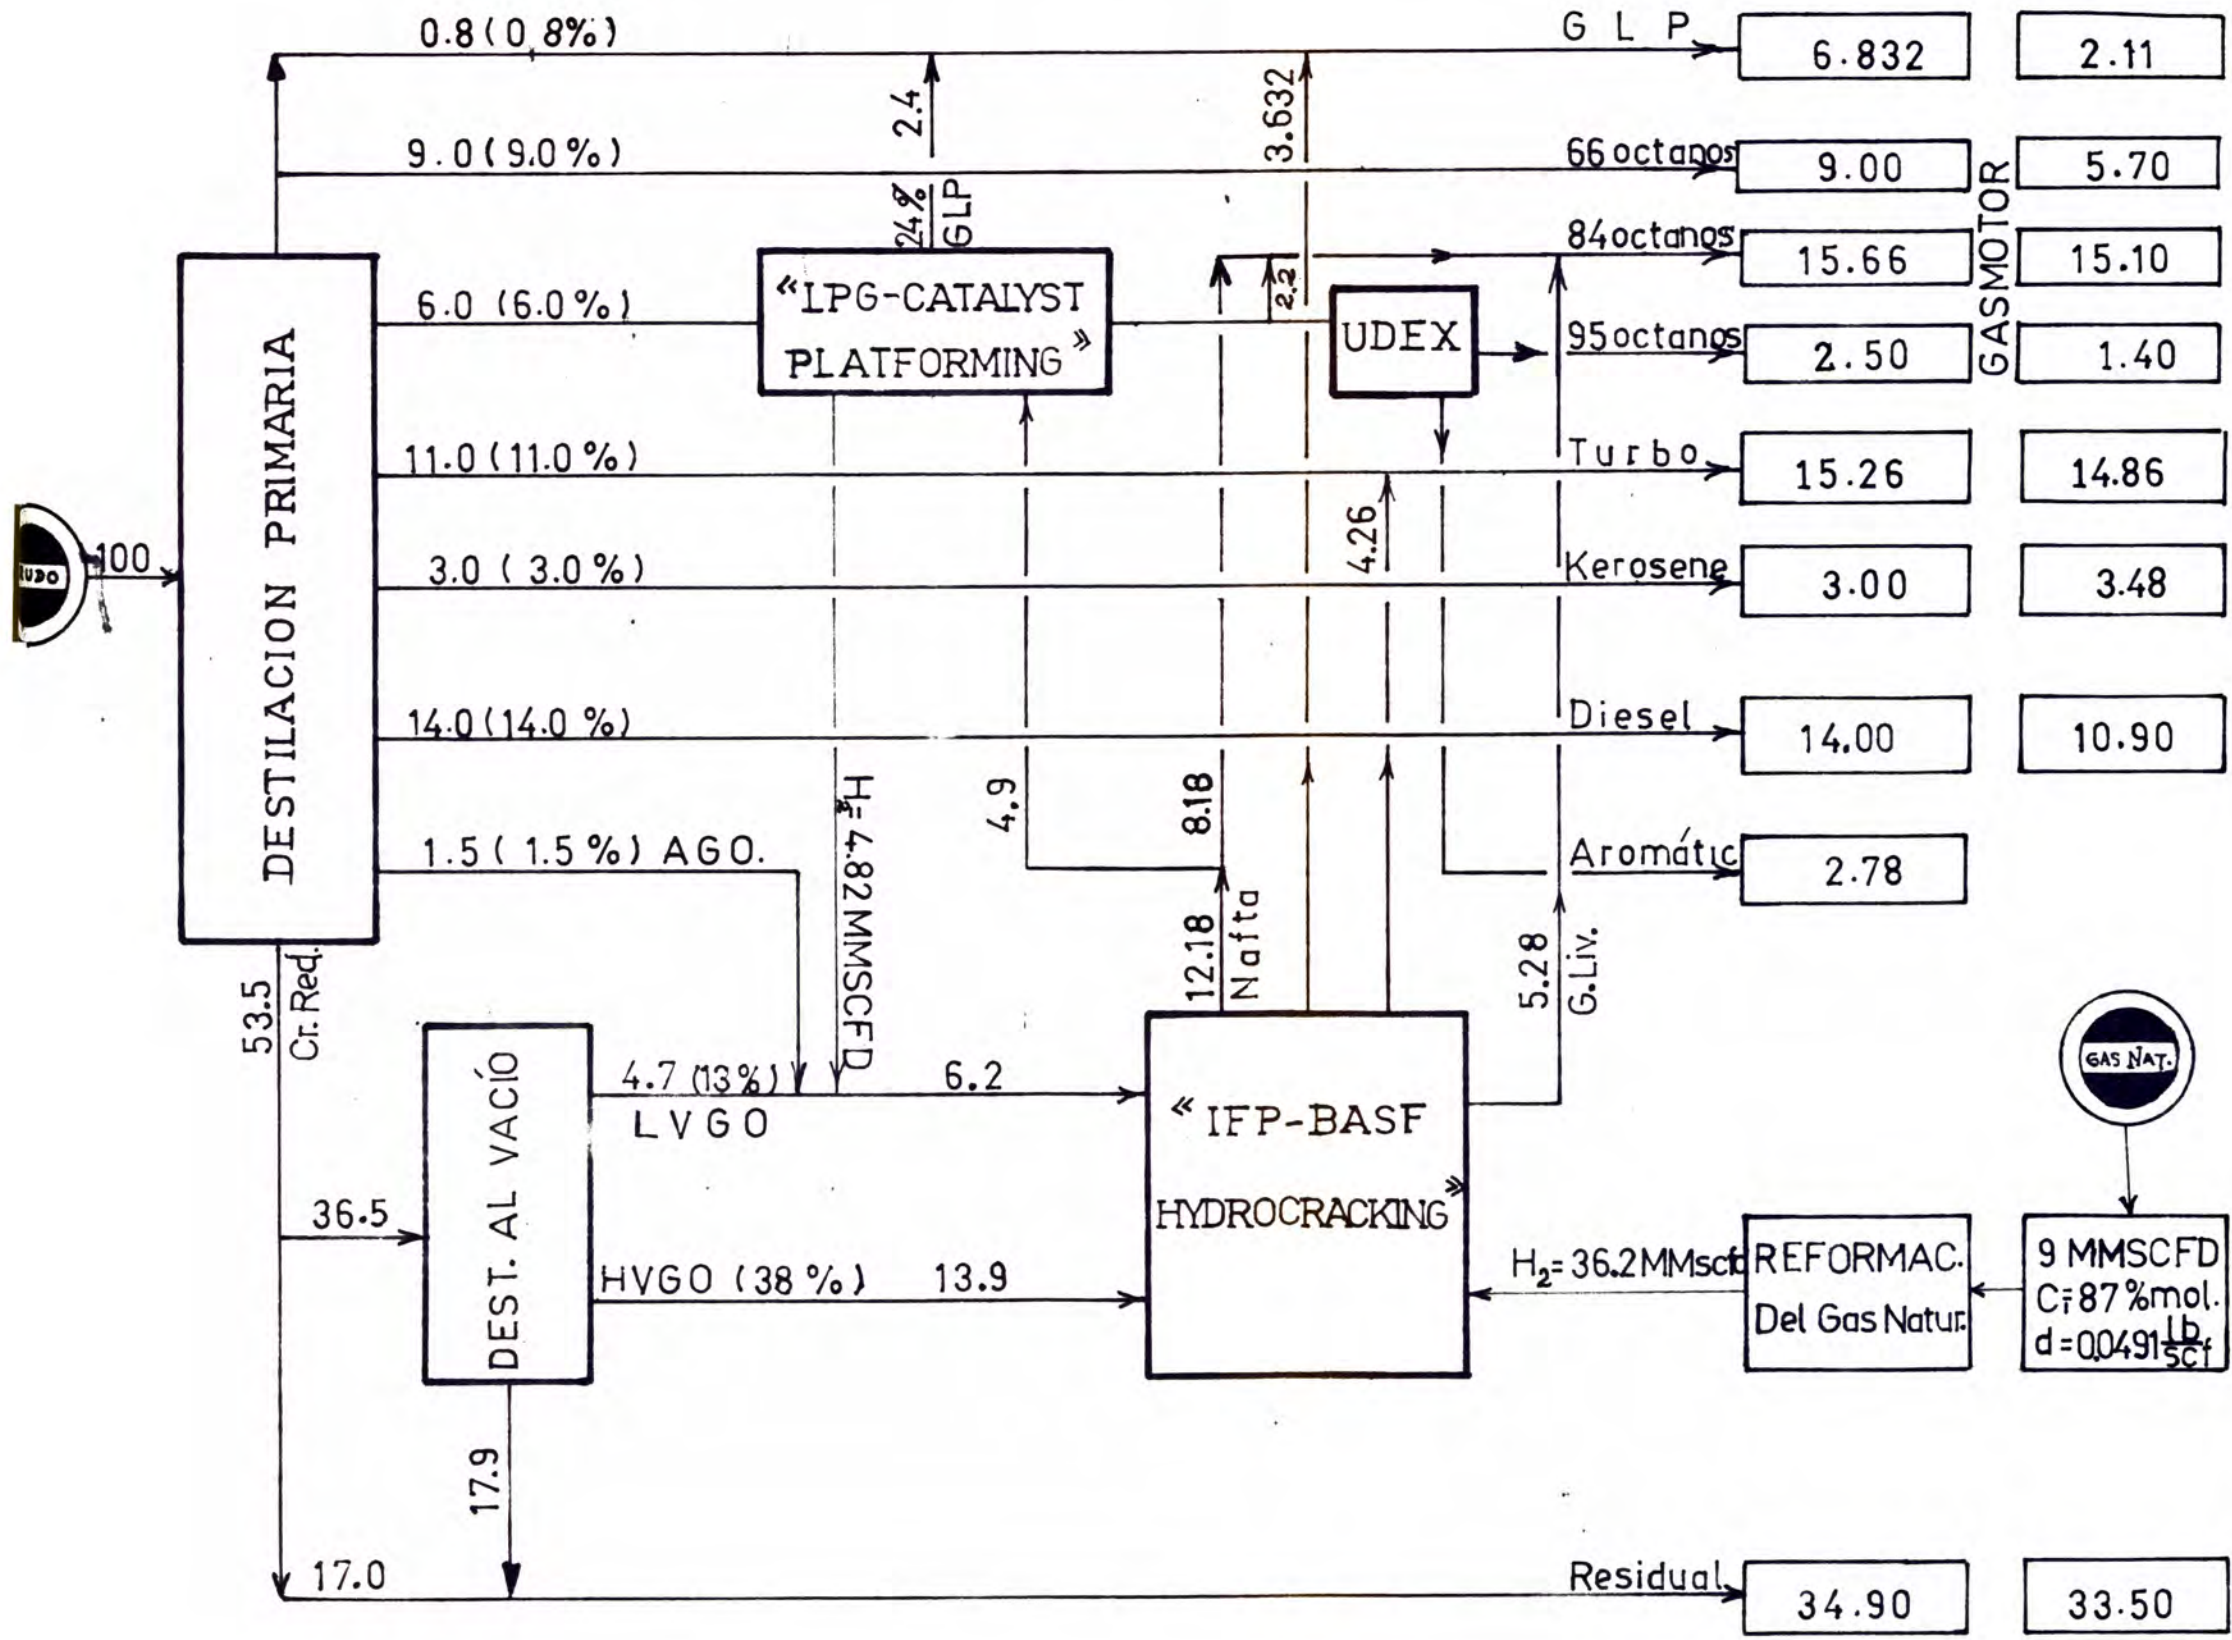 0.8 (0,8%)
G L P
6.832
2.11
2.4
3.632
9.0 (9.0%)
66 octanos
9.00
5.70
24% GLP
84 octanos
15.66
15.10
GASMOTOR
2.2
6.0 (6.0%)
"LPG-CATALYST
PLATFORMING"
UDEX
95 octanos
2.50
1.40
DESTILACION PRIMARIA
11.0 (11.0%)
Turbo
15.26
14.86
4.26
100
UDO
3.0 (3.0%)
Kerosene
3.00
3.48
14.0 (14.0%)
Diesel
14.00
10.90
H2=4.82MMSCFD
4.9
8.18
1.5 (1.5%) AGO.
Aromátic
2.78
12.18
Nafta
5.28
G.Liv.
53.5
Cr. Red.
DEST. AL VACÍO
4.7 (13%)
LVGO
6.2
"IFP-BASF
HYDROCRACKING"
GAS NAT.
36.5
HVGO (38%)
13.9
H2=36.2MMscfd
REFORMAC.
Del Gas Natur.
9 MMSCFD
C1=87%mol.
d=0.0491 lb/scf
17.9
17.0
Residual
34.90
33.50